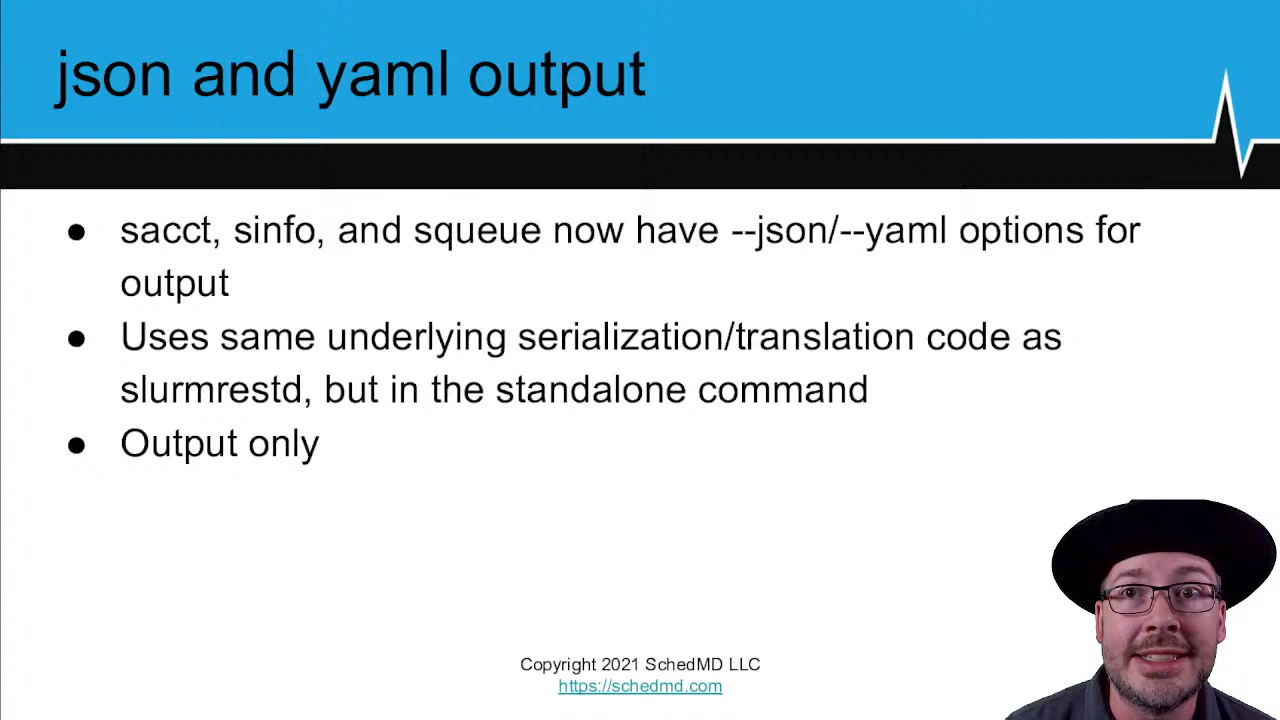 json and yaml output
● sacct, sinfo, and squeue now have --json/--yaml options for
output
● Uses same underlying serialization/translation code as
slurmrestd, but in the standalone command
● Output only
Copyright 2021 SchedMD LLC
https://schedmd.com